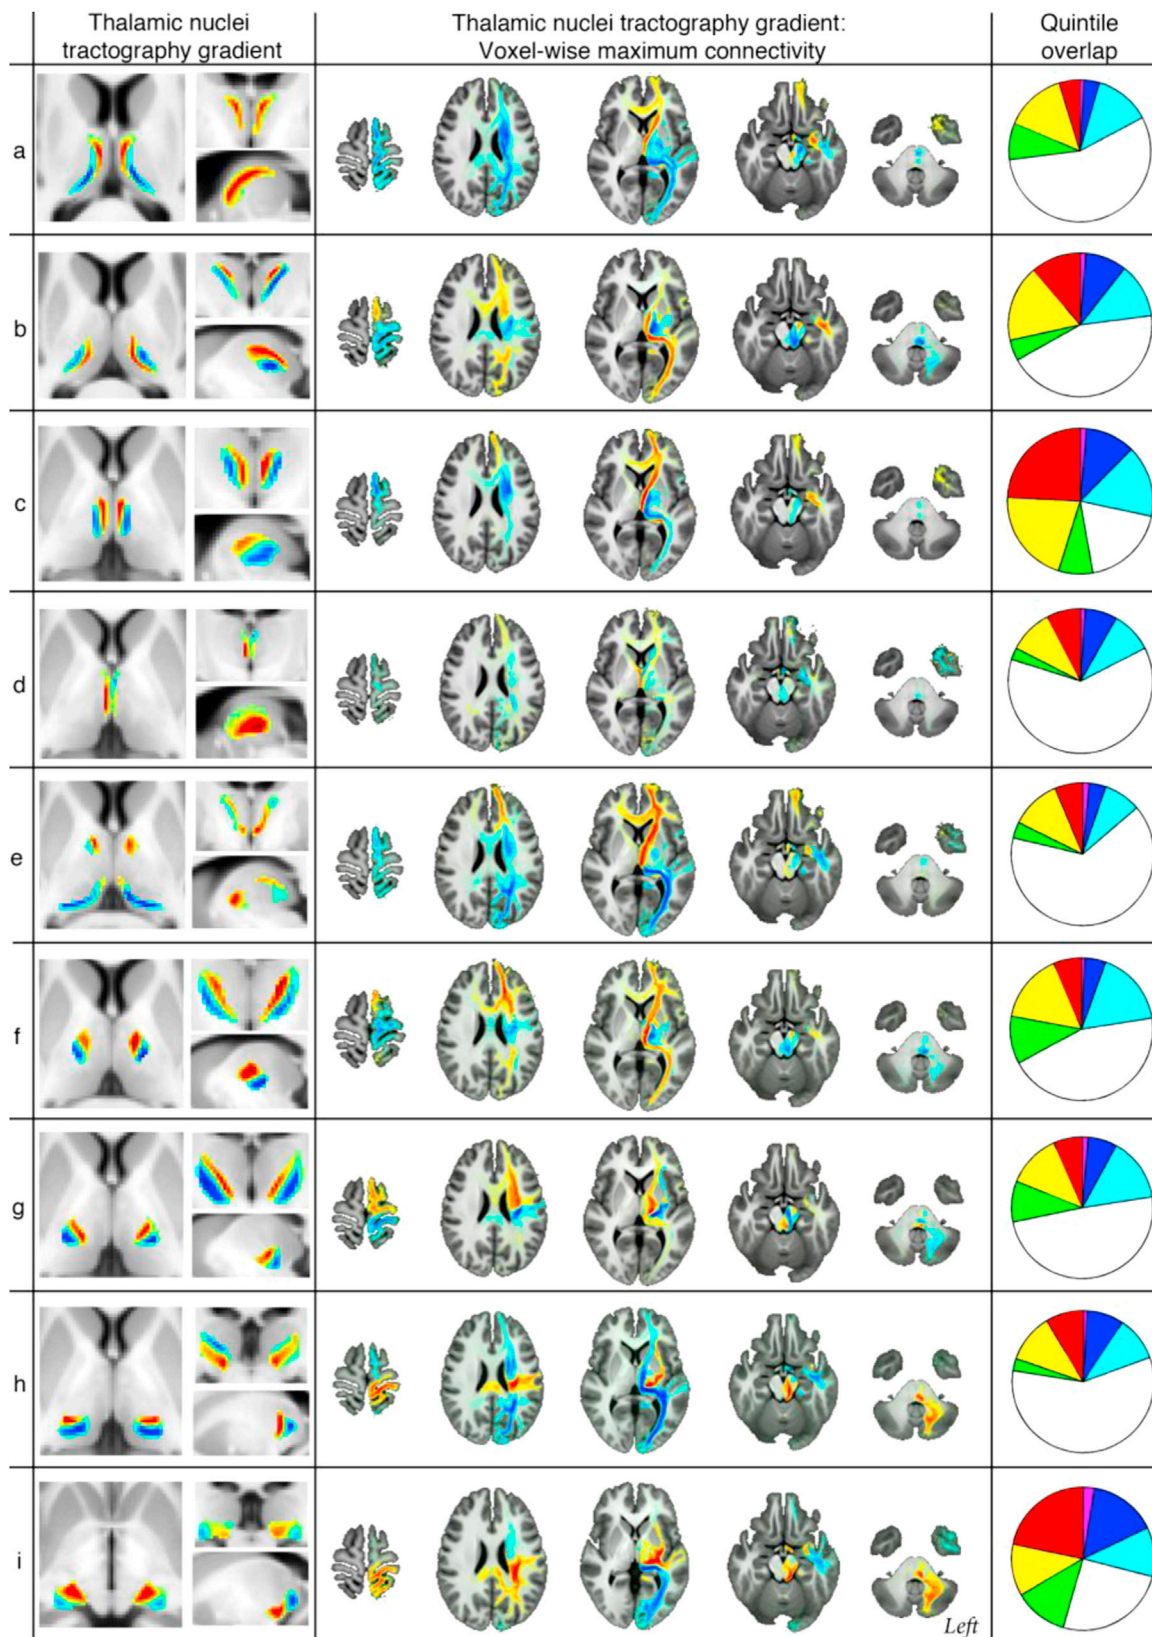 Thalamic nuclei
tractography gradient
Thalamic nuclei tractography gradient:
Voxel-wise maximum connectivity
Quintile
overlap
a
b
c
d
e
f
g
h
i
Left